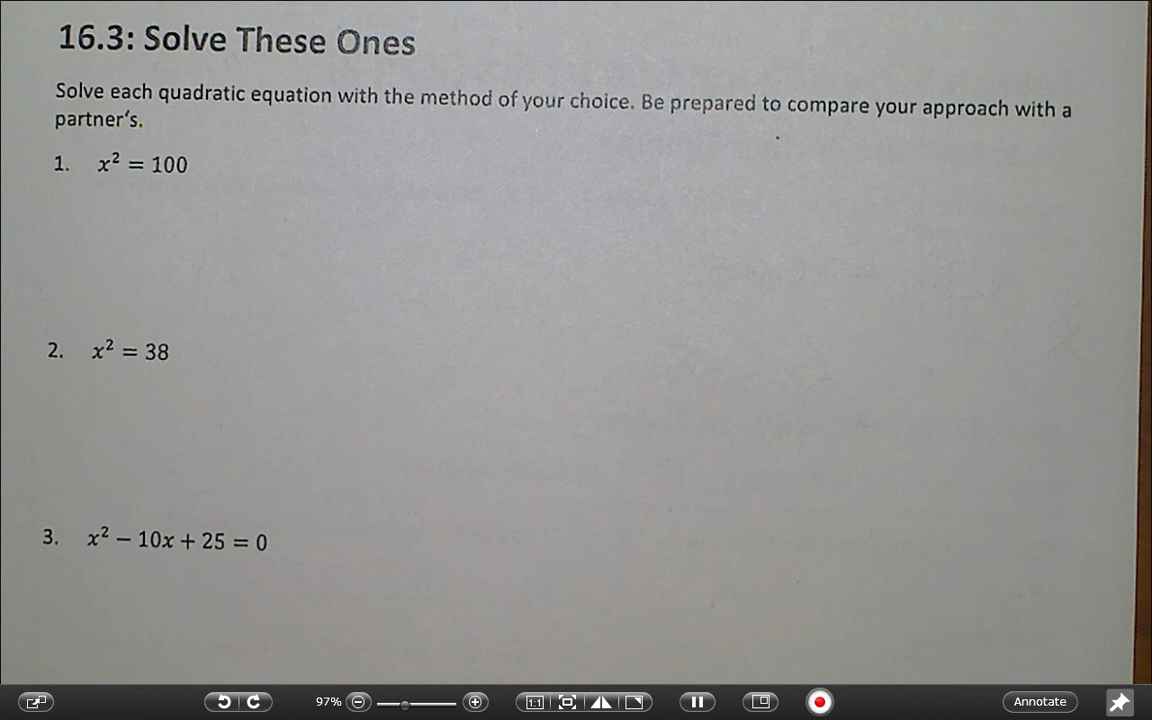 16.3: Solve These Ones
Solve each quadratic equation with the method of your choice. Be prepared to compare your approach with a
partner's.
1. x² = 100
2. x² = 38
3. x² − 10x + 25 = 0
97%
1:1
Annotate